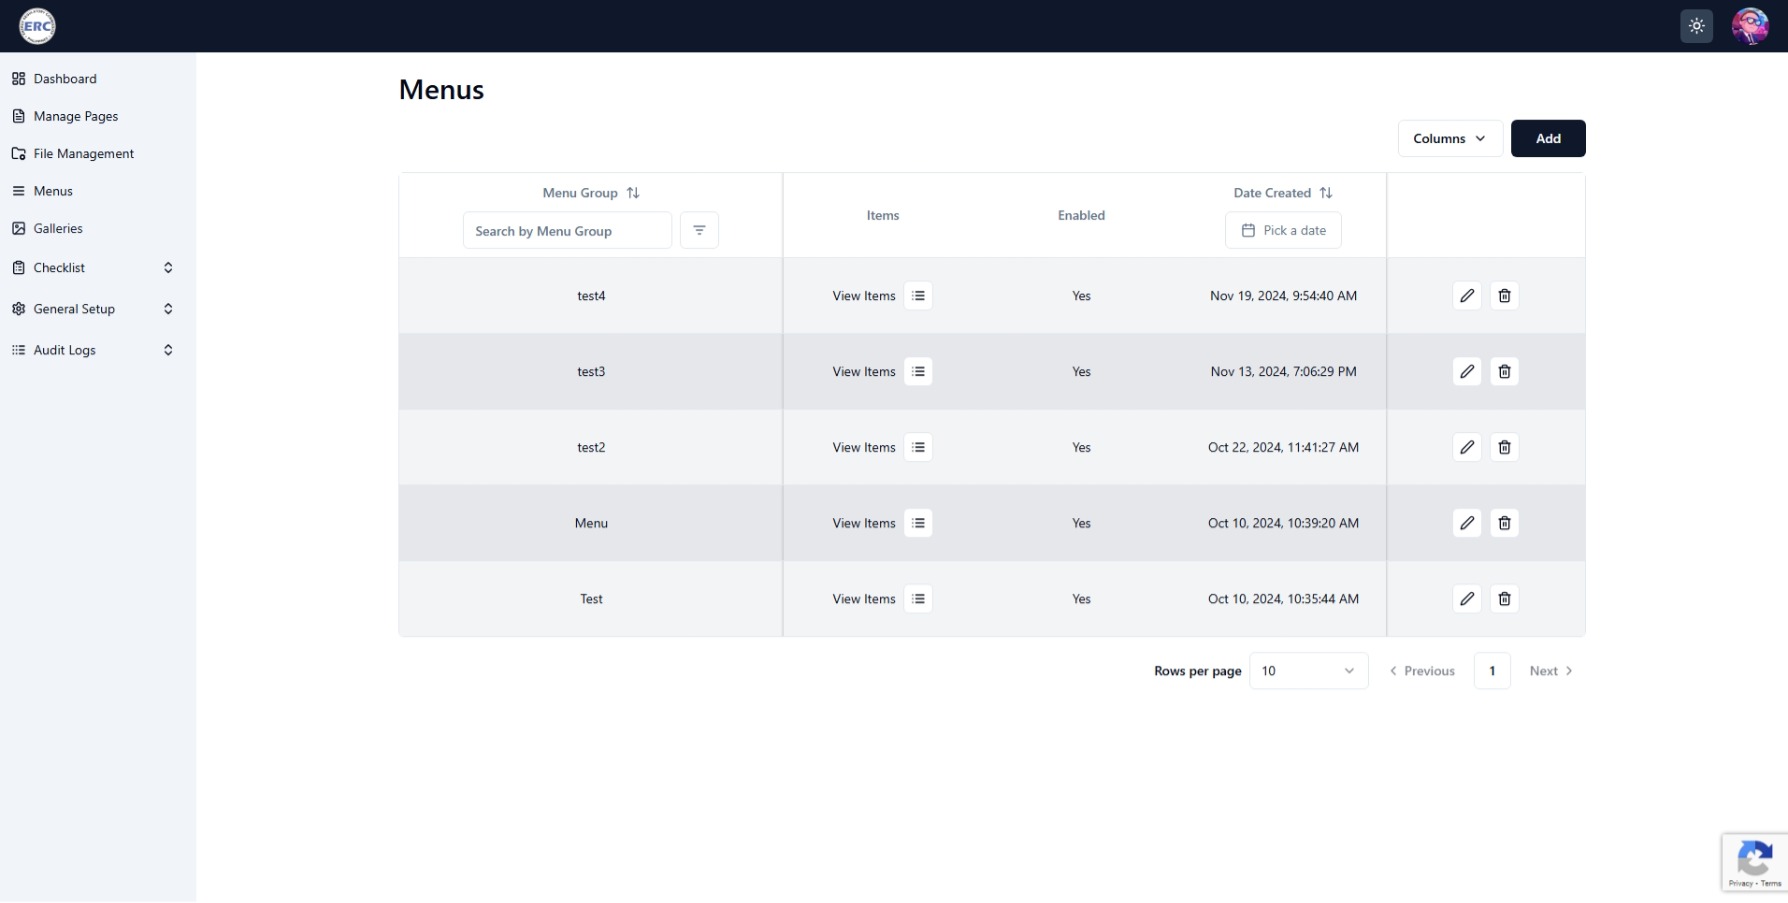 ERC
Dashboard
Manage Pages
File Management
Menus
Galleries
Checklist
General Setup
Audit Logs
Menus
Columns
Add
Menu Group
Search by Menu Group
Items
Enabled
Date Created
Pick a date
test4 View Items Yes Nov 19, 2024, 9:54:40 AM
test3 View Items Yes Nov 13, 2024, 7:06:29 PM
test2 View Items Yes Oct 22, 2024, 11:41:27 AM
Menu View Items Yes Oct 10, 2024, 10:39:20 AM
Test View Items Yes Oct 10, 2024, 10:35:44 AM
Rows per page 10 Previous 1 Next
Privacy - Terms